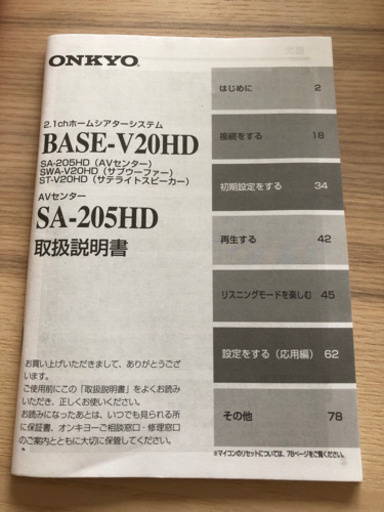 ONKYO
2.1chホームシアターシステム
BASE-V20HD
SA-205HD（AVセンター）
SWA-V20HD（サブウーファー）
ST-V20HD（サテライトスピーカー）
AVセンター
SA-205HD
取扱説明書
お買い上げいただきまして、ありがとうござ
います。
ご使用前にこの「取扱説明書」をよくお読み
いただき、正しくお使いください。
お読みになったあとは、いつでも見られる所
に保証書、オンキヨーご相談窓口・修理窓口
のご案内とともに大切に保管してください。
はじめに 2
接続をする 18
初期設定をする 34
再生する 42
リスニングモードを楽しむ 45
設定をする（応用編） 62
その他 78
※マイコンのリセットについては、78ページをご覧ください。